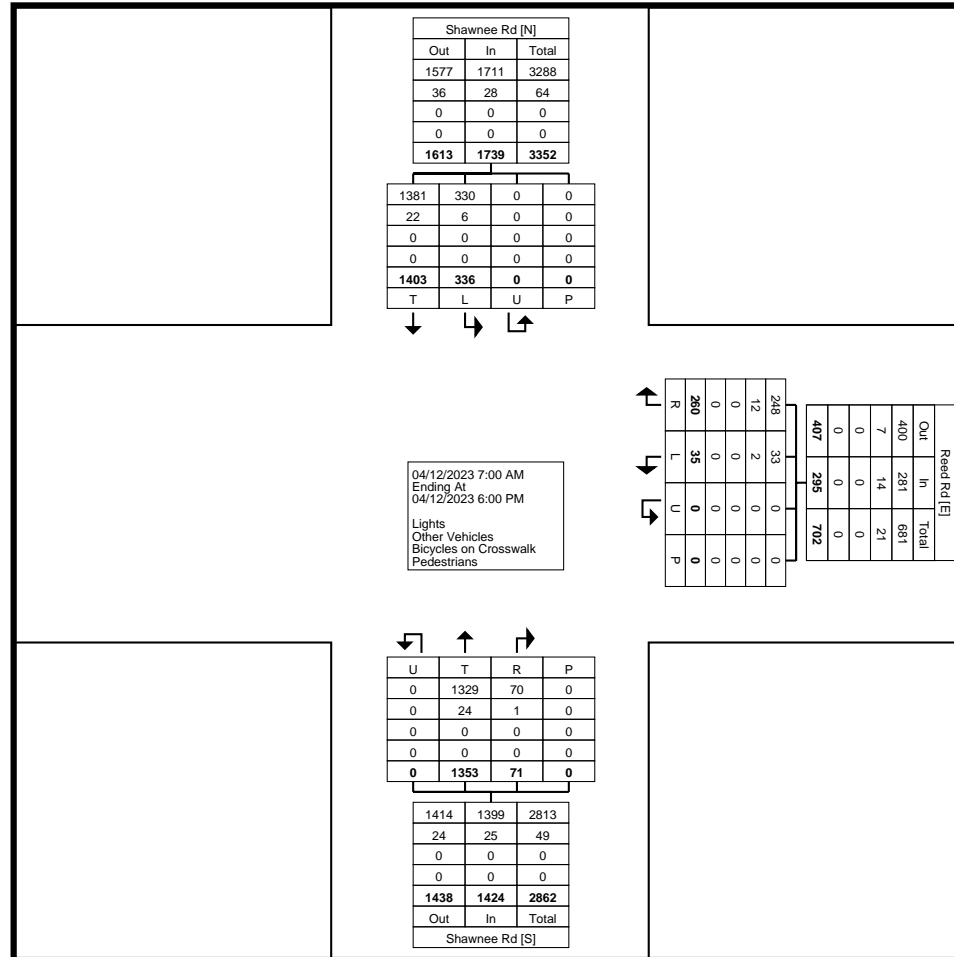 Shawnee Rd [N]
Out In Total
1577 1711 3288
36 28 64
0 0 0
0 0 0
1613 1739 3352
1381 330 0 0
22 6 0 0
0 0 0 0
0 0 0 0
1403 336 0 0
T L U P
Reed Rd [E]
Out In Total
400 281 681
7 14 21
0 0 0
0 0 0
407 295 702
248 33 0 0
12 2 0 0
0 0 0 0
0 0 0 0
260 35 0 0
R L U P
04/12/2023 7:00 AM
Ending At
04/12/2023 6:00 PM
Lights
Other Vehicles
Bicycles on Crosswalk
Pedestrians
U T R P
0 1329 70 0
0 24 1 0
0 0 0 0
0 0 0 0
0 1353 71 0
1414 1399 2813
24 25 49
0 0 0
0 0 0
1438 1424 2862
Out In Total
Shawnee Rd [S]